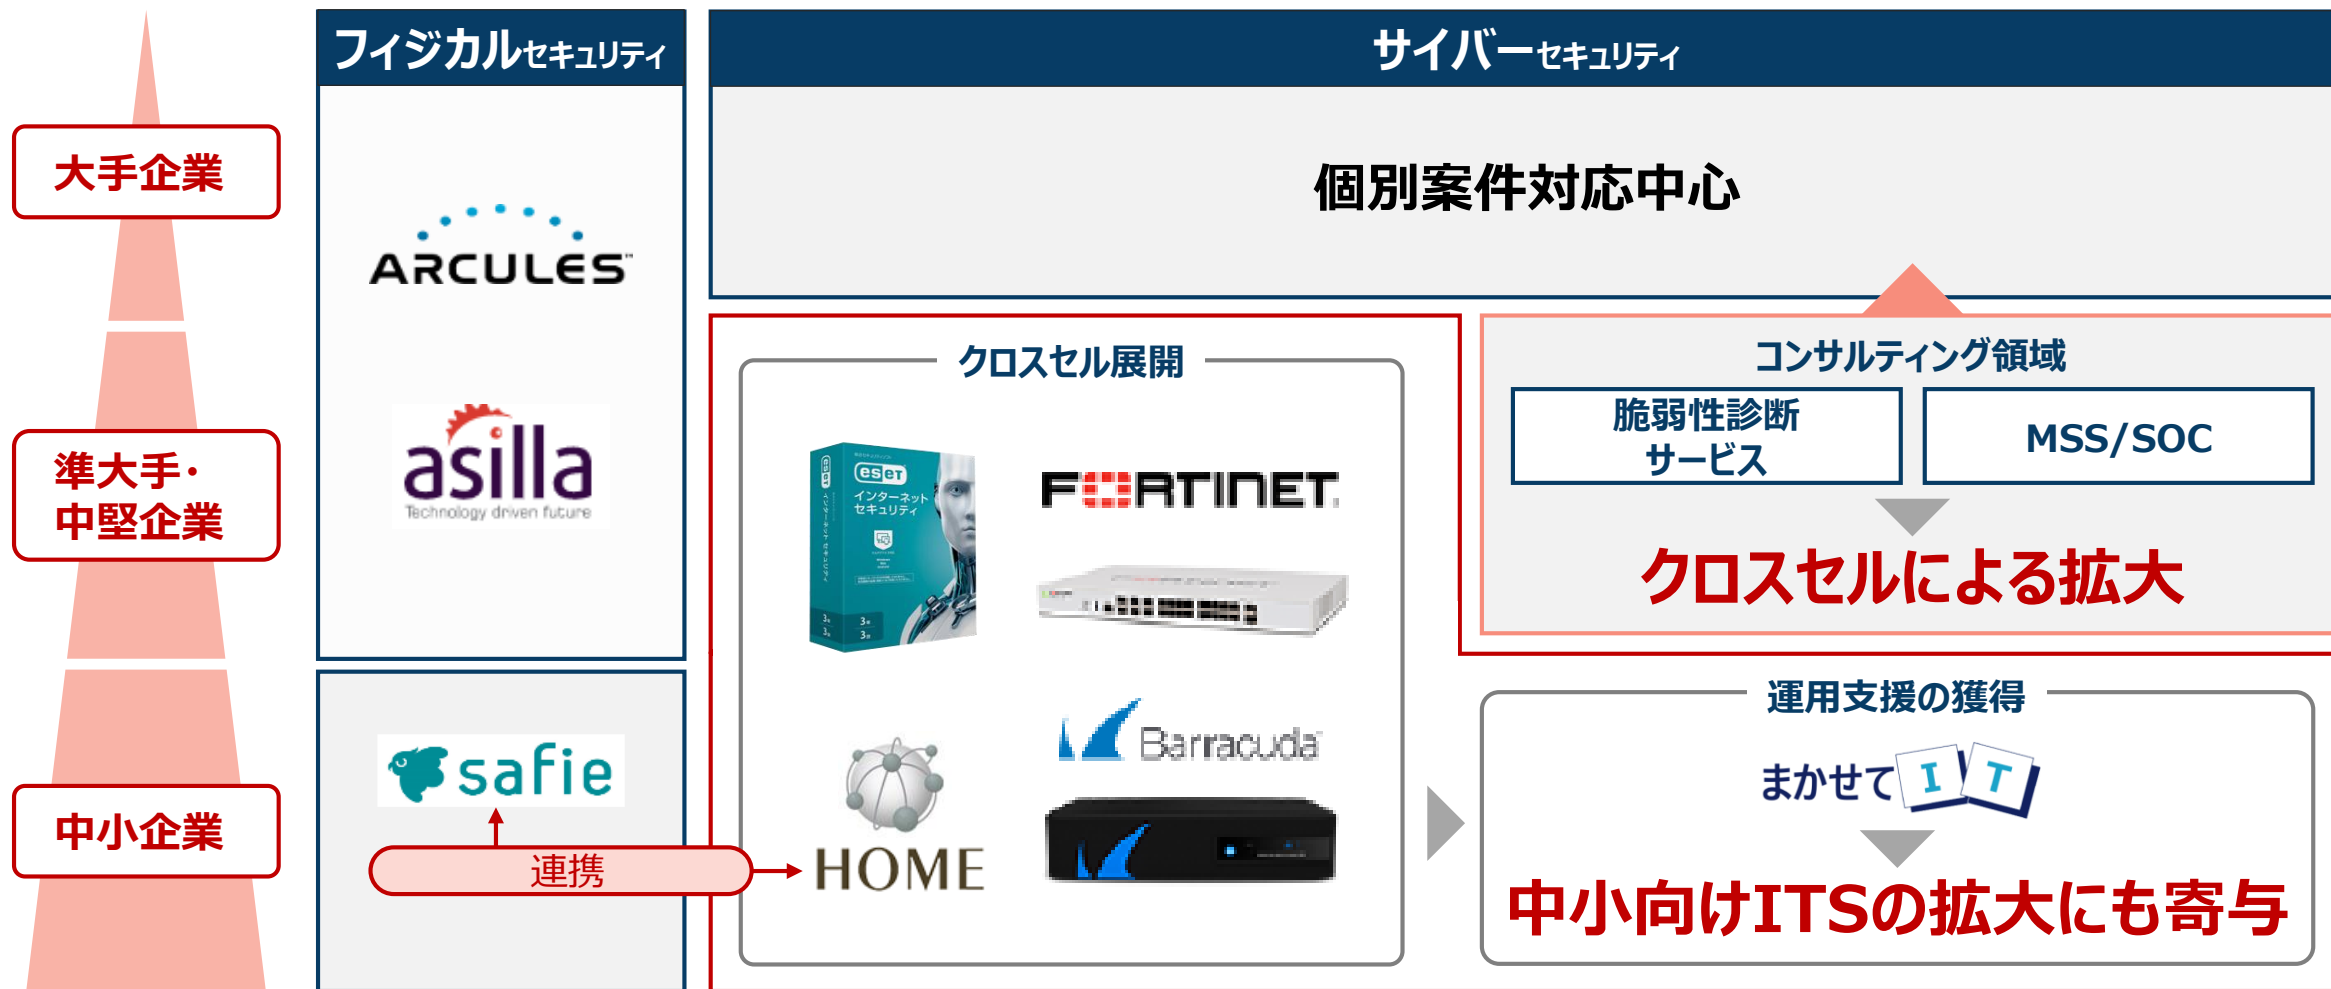 フィジカルセキュリティ
サイバーセキュリティ
大手企業
ARCULES
個別案件対応中心
準大手・
中堅企業
asilla
Technology driven future
クロスセル展開
eset
インターネット
セキュリティ
FORTINET
コンサルティング領域
脆弱性診断
サービス
MSS/SOC
クロスセルによる拡大
中小企業
safie
連携
HOME
Barracuda
運用支援の獲得
まかせてIT
中小向けITSの拡大にも寄与